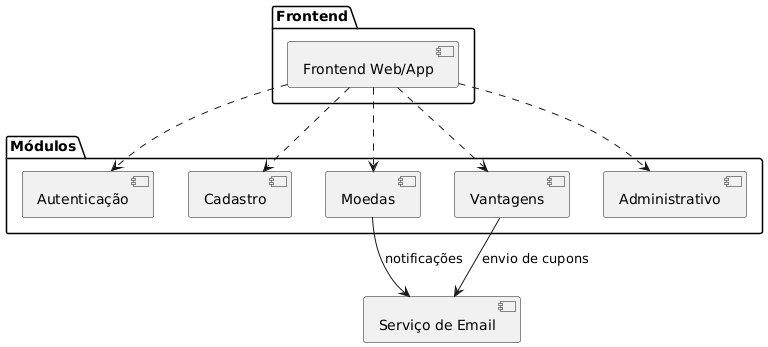 Frontend
Frontend Web/App
Módulos
Autenticação
Cadastro
Moedas
Vantagens
Administrativo
notificações
envio de cupons
Serviço de Email